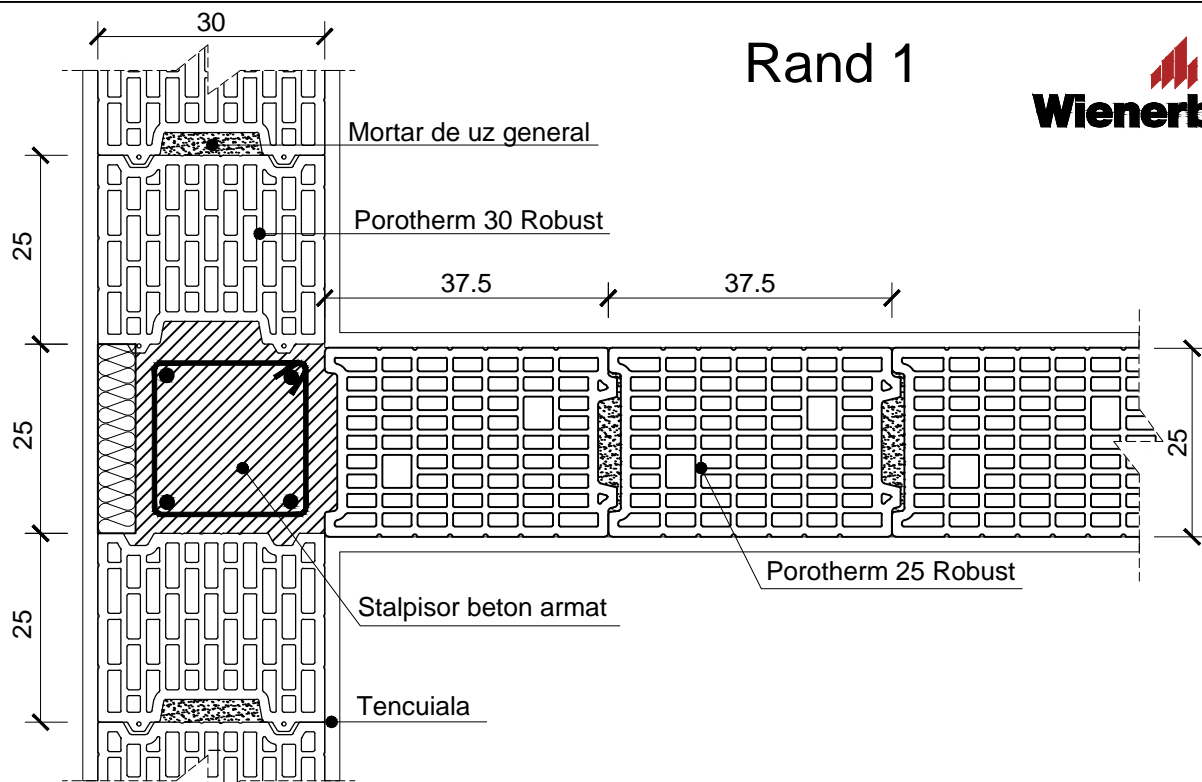 30
Rand 1
Wienerb
Mortar de uz general
Porotherm 30 Robust
25
37.5
37.5
25
25
Porotherm 25 Robust
Stalpisor beton armat
25
Tencuiala